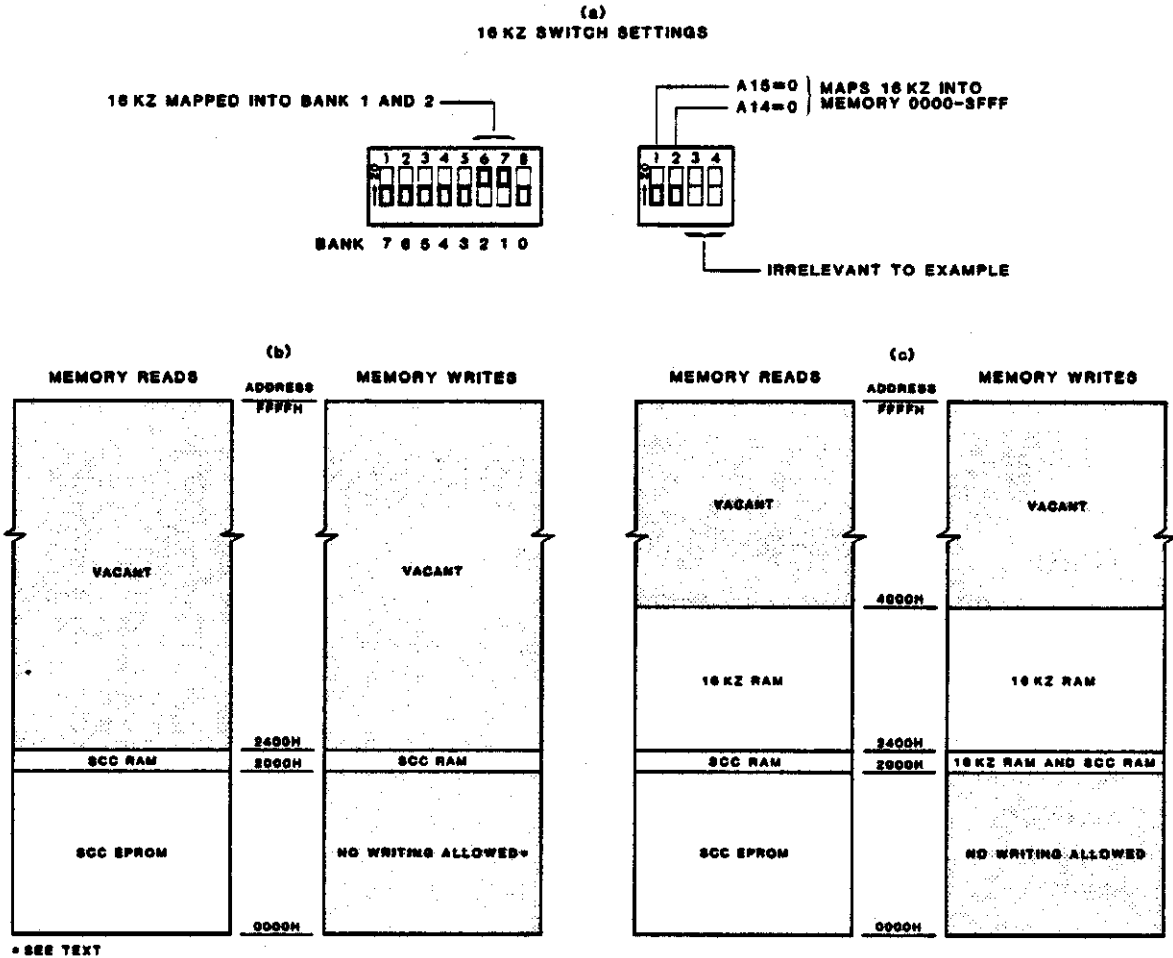 (a)
16 KZ SWITCH SETTINGS
16 KZ MAPPED INTO BANK 1 AND 2
A15=0
A14=0
MAPS 16 KZ INTO
MEMORY 0000-3FFF
1 2 3 4 5 6 7 8
ON
BANK 7 6 5 4 3 2 1 0
1 2 3 4
ON
IRRELEVANT TO EXAMPLE
(b)
MEMORY READS
ADDRESS
MEMORY WRITES
FFFFH
VACANT
VACANT
2400H
SCC RAM
2000H
SCC RAM
SCC EPROM
NO WRITING ALLOWED*
0000H
* SEE TEXT
(c)
MEMORY READS
ADDRESS
MEMORY WRITES
FFFFH
VACANT
VACANT
4000H
16 KZ RAM
16 KZ RAM
2400H
SCC RAM
2000H
16 KZ RAM AND SCC RAM
SCC EPROM
NO WRITING ALLOWED
0000H